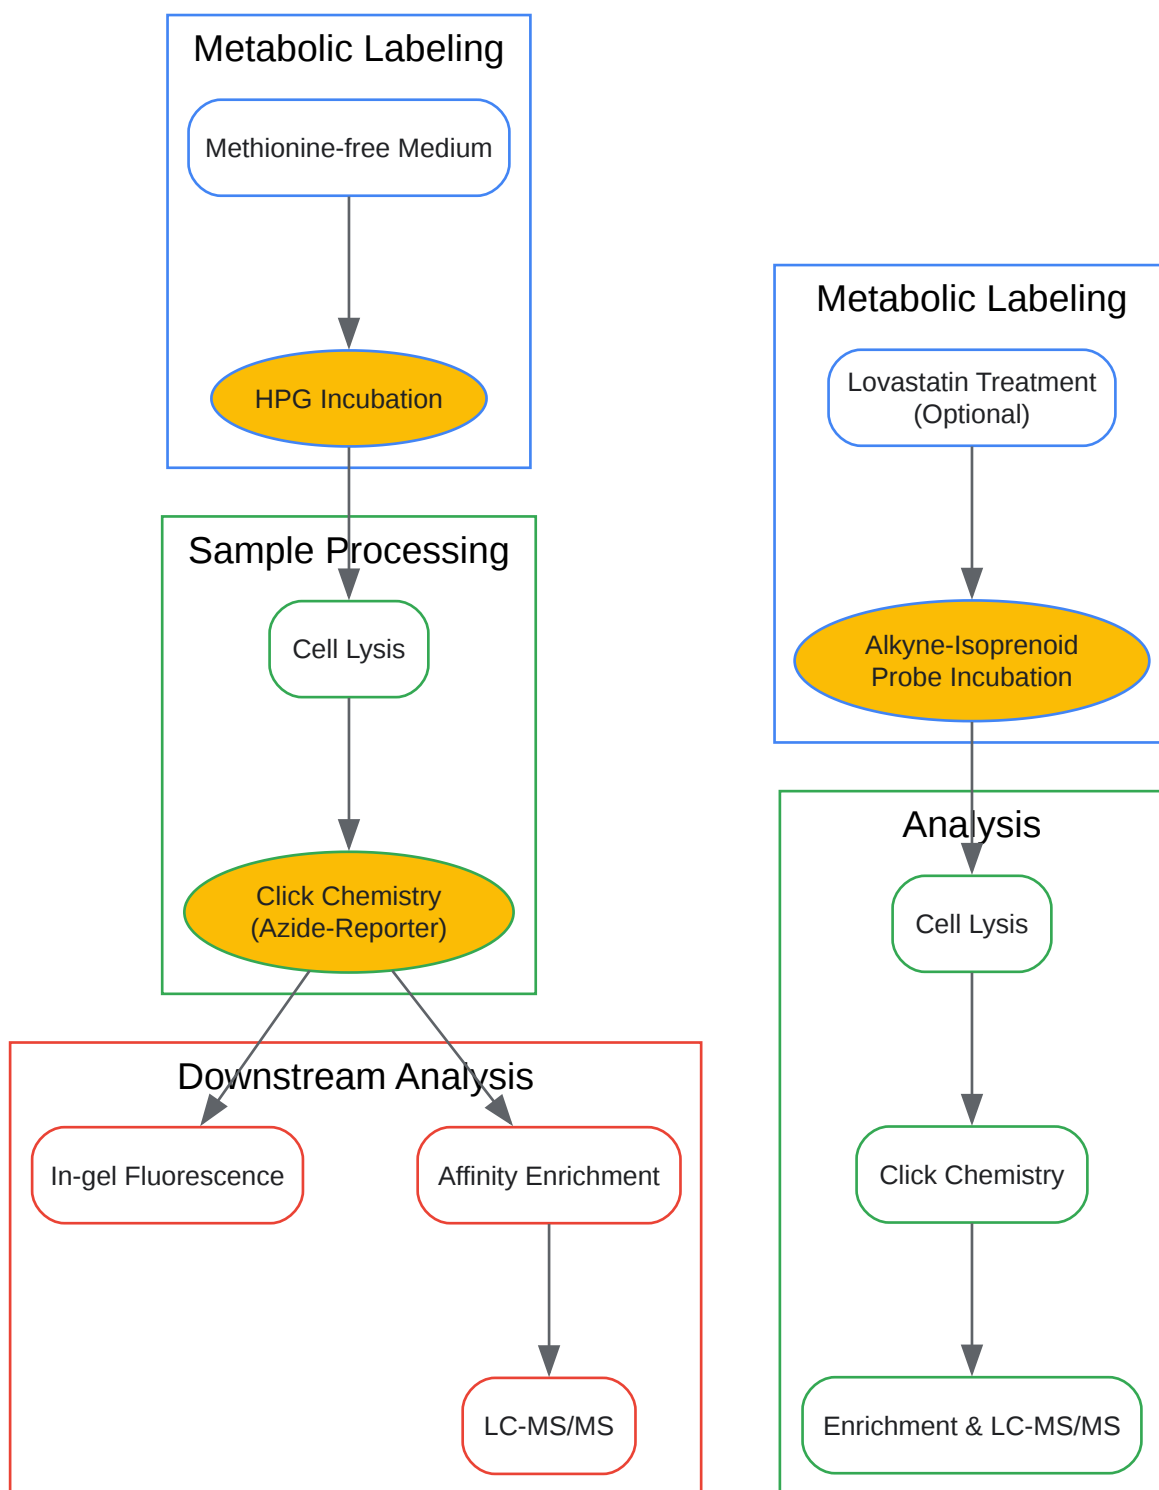 Metabolic Labeling
Methionine-free Medium
HPG Incubation
Sample Processing
Cell Lysis
Click Chemistry
(Azide-Reporter)
Downstream Analysis
In-gel Fluorescence
Affinity Enrichment
LC-MS/MS
Metabolic Labeling
Lovastatin Treatment
(Optional)
Alkyne-Isoprenoid
Probe Incubation
Analysis
Cell Lysis
Click Chemistry
Enrichment & LC-MS/MS